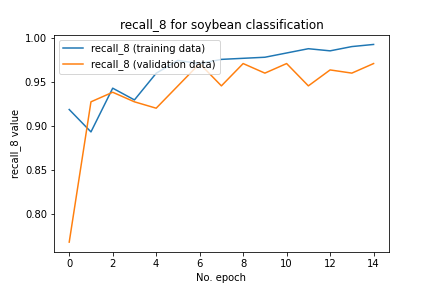 recall_8 for soybean classification
1.00
0.95
0.90
0.85
0.80
recall_8 value
recall_8 (training data)
recall_8 (validation data)
0 2 4 6 8 10 12 14
No. epoch